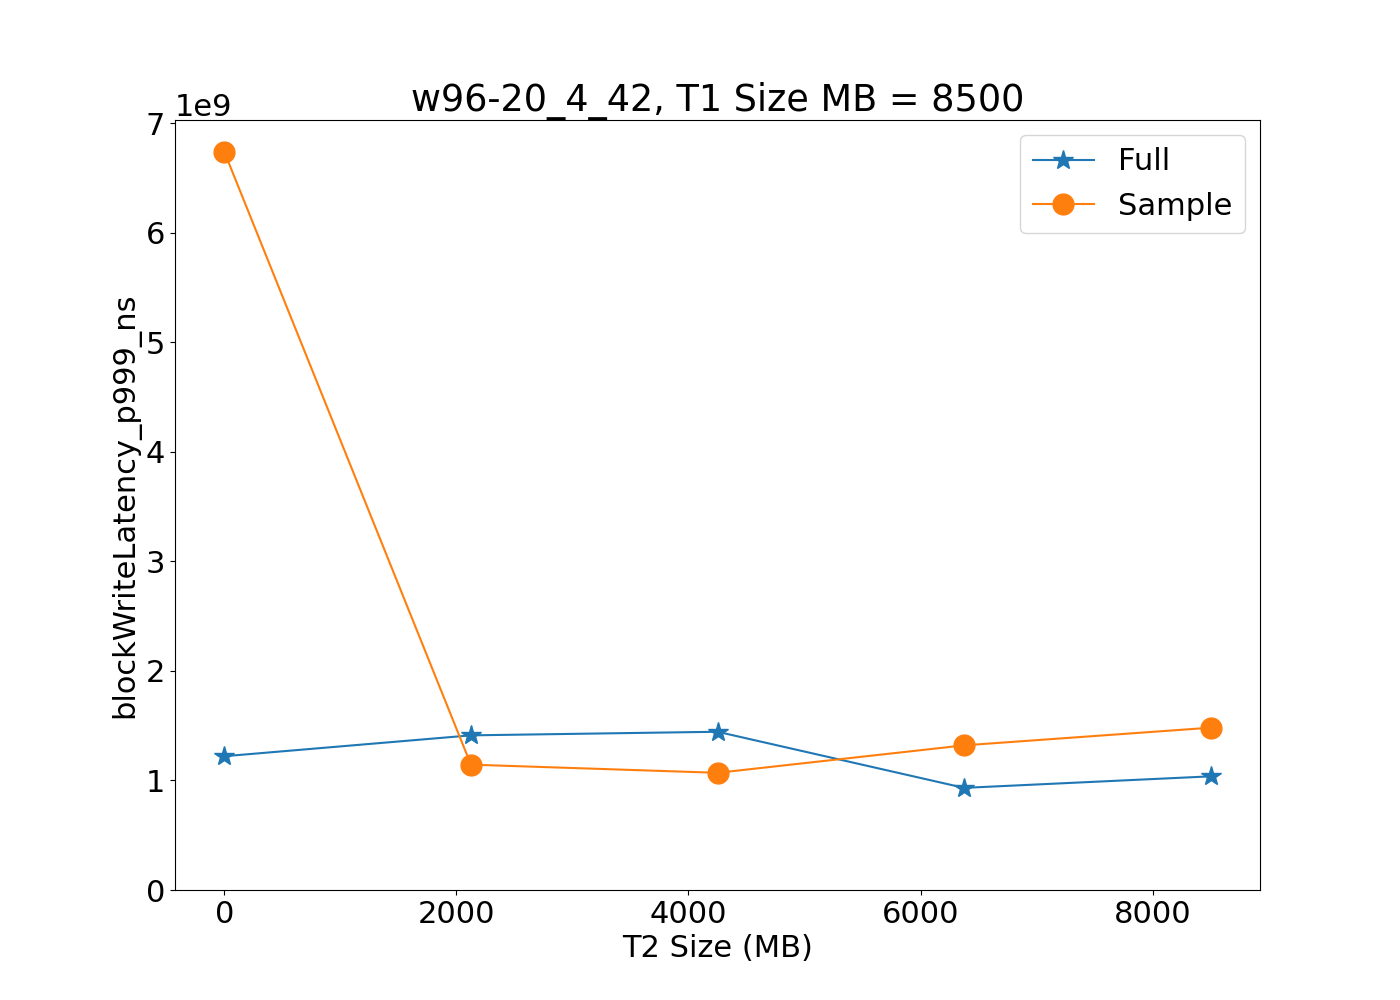 w96-20_4_42, T1 Size MB = 8500
1e9
7
6
5
4
3
2
1
0
blockWriteLatency_p999_ns
Full
Sample
0 2000 4000 6000 8000
T2 Size (MB)